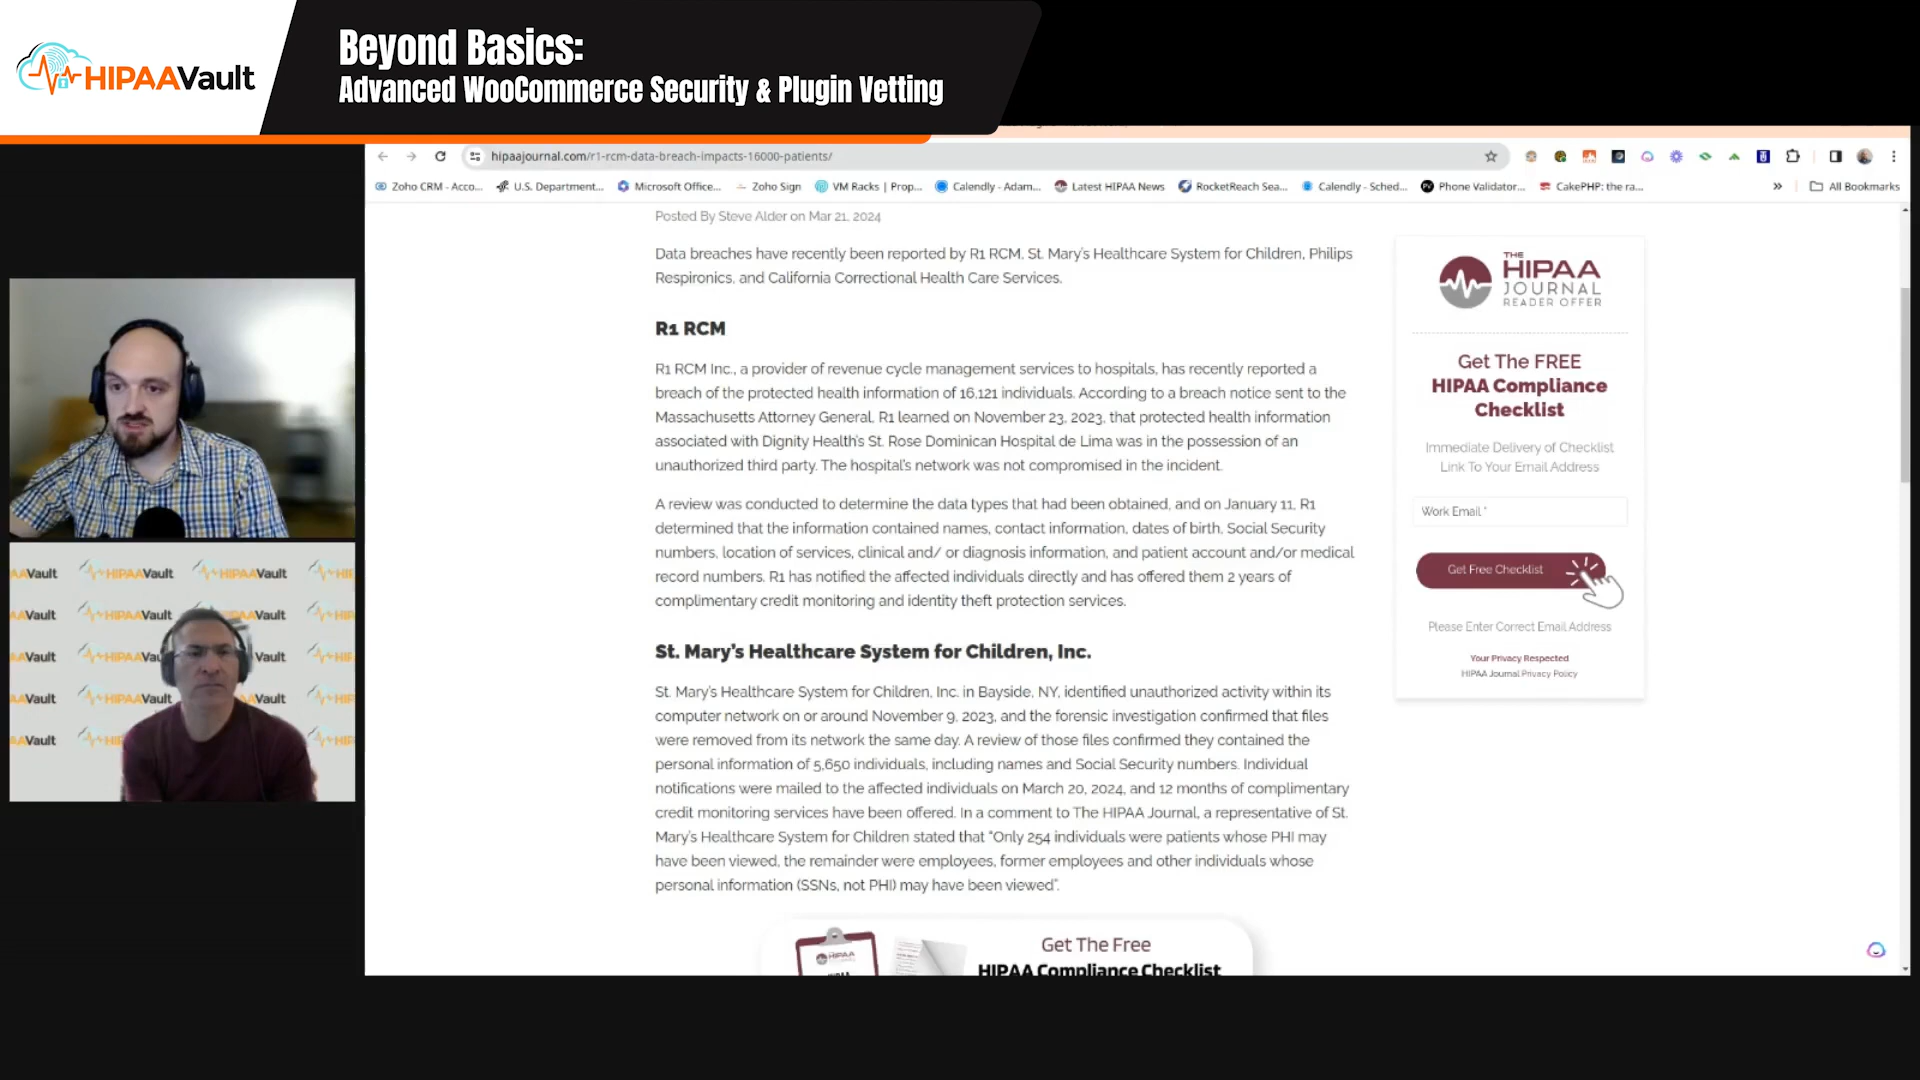 HIPAAVault
Beyond Basics:
Advanced WooCommerce Security & Plugin Vetting
hipaajournal.com/r1-rcm-data-breach-impacts-16000-patients/
Zoho CRM - Acco...
U.S. Department...
Microsoft Office...
Zoho Sign
VM Racks | Prop...
Calendly - Adam...
Latest HIPAA News
RocketReach Sea...
Calendly - Sched...
Phone Validator...
CakePHP: the ra...
All Bookmarks
Posted By Steve Alder on Mar 21, 2024
Data breaches have recently been reported by R1 RCM, St. Mary's Healthcare System for Children, Philips
Respironics, and California Correctional Health Care Services.
R1 RCM
R1 RCM Inc., a provider of revenue cycle management services to hospitals, has recently reported a
breach of the protected health information of 16,121 individuals. According to a breach notice sent to the
Massachusetts Attorney General, R1 learned on November 23, 2023, that protected health information
associated with Dignity Health's St. Rose Dominican Hospital de Lima was in the possession of an
unauthorized third party. The hospital's network was not compromised in the incident.
A review was conducted to determine the data types that had been obtained, and on January 11, R1
determined that the information contained names, contact information, dates of birth, Social Security
numbers, location of services, clinical and/ or diagnosis information, and patient account and/or medical
record numbers. R1 has notified the affected individuals directly and has offered them 2 years of
complimentary credit monitoring and identity theft protection services.
St. Mary's Healthcare System for Children, Inc.
St. Mary's Healthcare System for Children, Inc. in Bayside, NY, identified unauthorized activity within its
computer network on or around November 9, 2023, and the forensic investigation confirmed that files
were removed from its network the same day. A review of those files confirmed they contained the
personal information of 5,650 individuals, including names and Social Security numbers. Individual
notifications were mailed to the affected individuals on March 20, 2024, and 12 months of complimentary
credit monitoring services have been offered. In a comment to The HIPAA Journal, a representative of St.
Mary's Healthcare System for Children stated that "Only 254 individuals were patients whose PHI may
have been viewed, the remainder were employees, former employees and other individuals whose
personal information (SSNs, not PHI) may have been viewed".
Get The Free
HIPAA Compliance Checklist
HIPAA
THE
HIPAA
JOURNAL
READER OFFER
Get The FREE
HIPAA Compliance
Checklist
Immediate Delivery of Checklist
Link To Your Email Address
Work Email *
Get Free Checklist
Please Enter Correct Email Address
Your Privacy Respected
HIPAA Journal Privacy Policy
AAVault HIPAAVault HIPAAVault HIP
AAVault HIPAAVault Vault HIP
AAVault HIPAAVau Vault HIP
AAVault HIPAAVault Vault HIP
AAVault HIP HIP